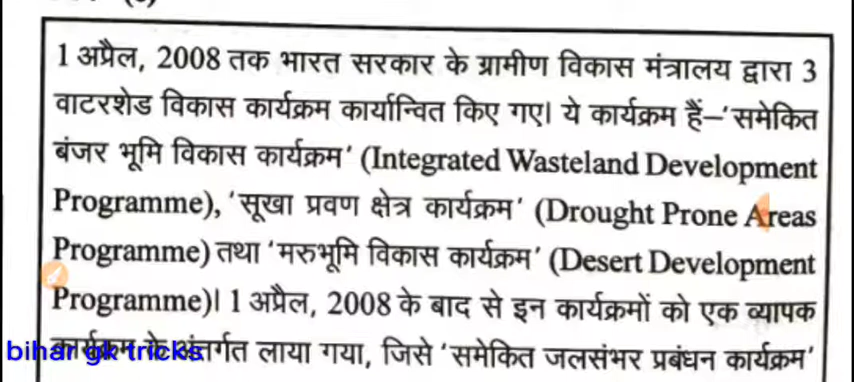 1 अप्रैल, 2008 तक भारत सरकार के ग्रामीण विकास मंत्रालय द्वारा 3
वाटरशेड विकास कार्यक्रम कार्यान्वित किए गए। ये कार्यक्रम हैं–‘समेकित
बंजर भूमि विकास कार्यक्रम’ (Integrated Wasteland Development
Programme), ‘सूखा प्रवण क्षेत्र कार्यक्रम’ (Drought Prone Areas
Programme) तथा ‘मरुभूमि विकास कार्यक्रम’ (Desert Development
Programme)। 1 अप्रैल, 2008 के बाद से इन कार्यक्रमों को एक व्यापक
कार्यक्रम के अंतर्गत लाया गया, जिसे ‘समेकित जलसंभर प्रबंधन कार्यक्रम’
bihar gk tricks